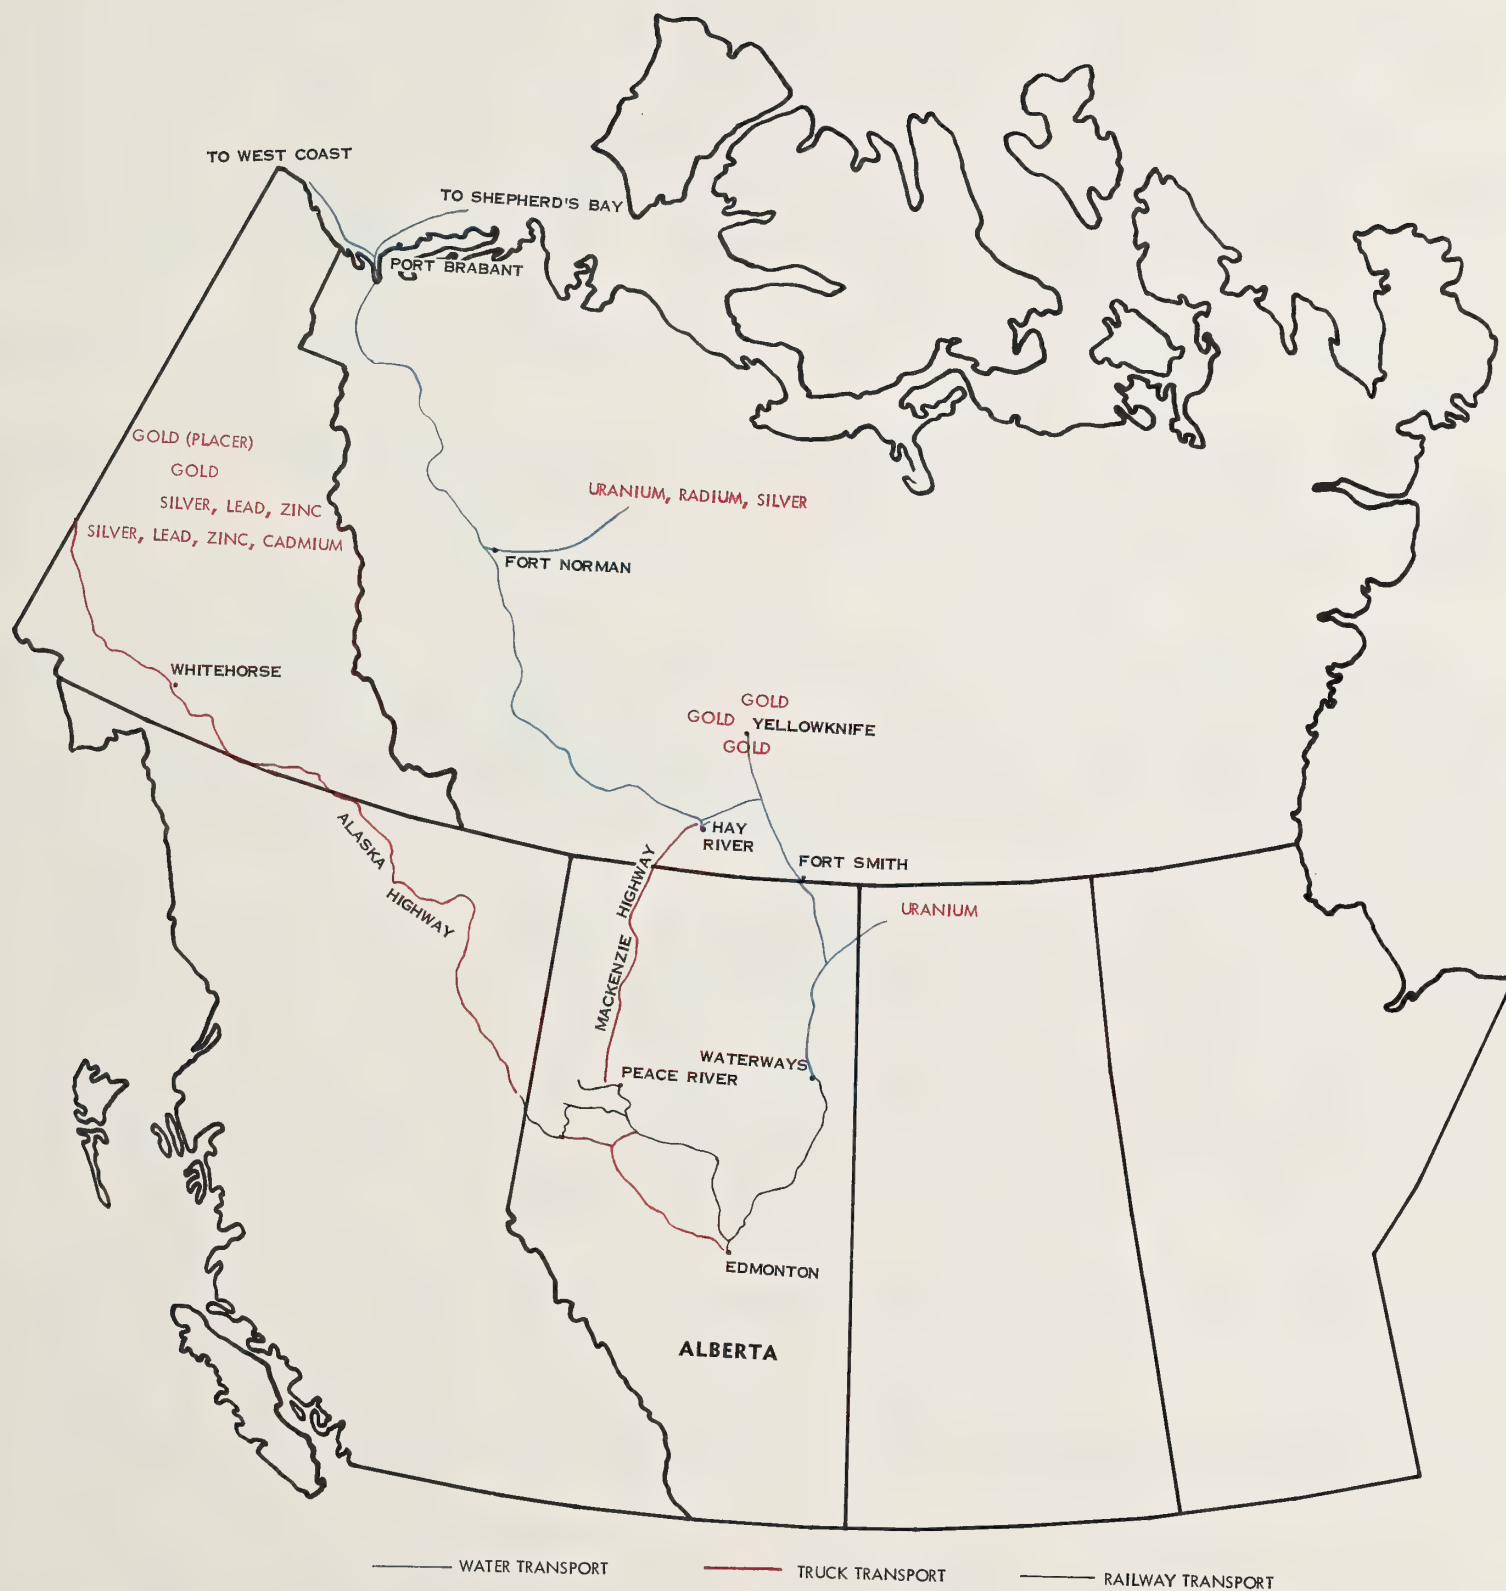 TO WEST COAST
TO SHEPHERD'S BAY
PORT BRABANT
GOLD (PLACER)
GOLD
SILVER, LEAD, ZINC
SILVER, LEAD, ZINC, CADMIUM
URANIUM, RADIUM, SILVER
FORT NORMAN
WHITEHORSE
GOLD
GOLD YELLOWKNIFE
GOLD
ALASKA
HIGHWAY
HAY
RIVER
MACKENZIE HIGHWAY
FORT SMITH
URANIUM
WATERWAYS
PEACE RIVER
EDMONTON
ALBERTA
WATER TRANSPORT
TRUCK TRANSPORT
RAILWAY TRANSPORT